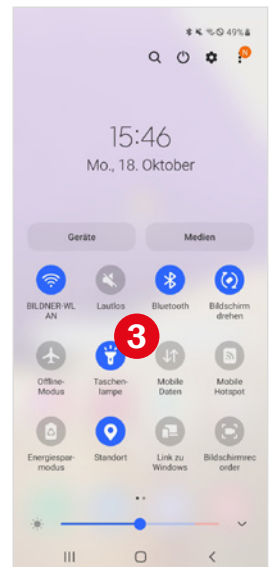 49%
N
15:46
Mo., 18. Oktober
Geräte Medien
BILDNER-WL Lautlos Bluetooth Bildschirm
AN drehen
3
Offline- Taschen- Mobile Mobile
Modus lampe Daten Hotspot
Energiespar- Standort Link zu Bildschirmrec
modus Windows order